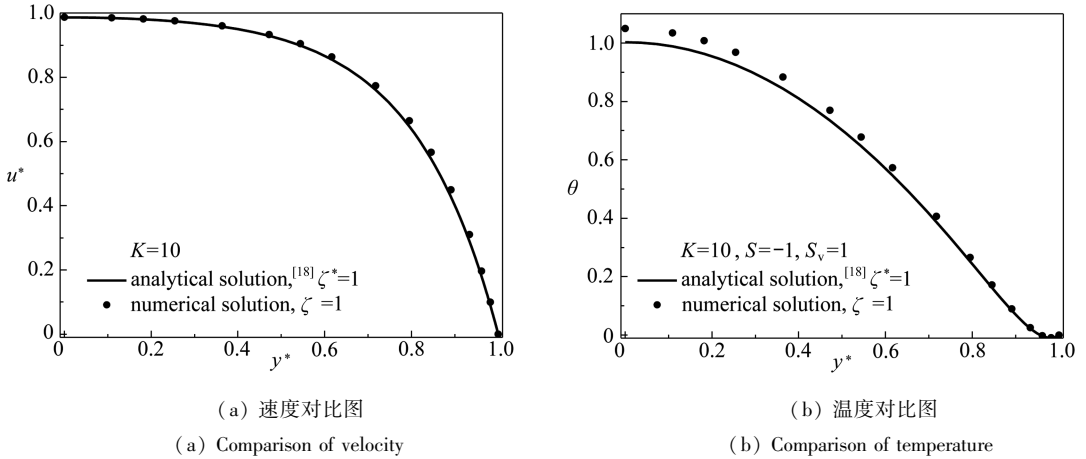 1.0
0.8
0.6
u*
0.4
0.2
0
K=10
analytical solution,[18] ζ*=1
numerical solution, ζ =1
0 0.2 0.4 0.6 0.8 1.0
y*
(a) 速度对比图
(a) Comparison of velocity
1.0
0.8
0.6
θ
0.4
0.2
0
K=10 , S=-1, Sv=1
analytical solution,[18] ζ*=1
numerical solution, ζ =1
0 0.2 0.4 0.6 0.8 1.0
y*
(b) 温度对比图
(b) Comparison of temperature